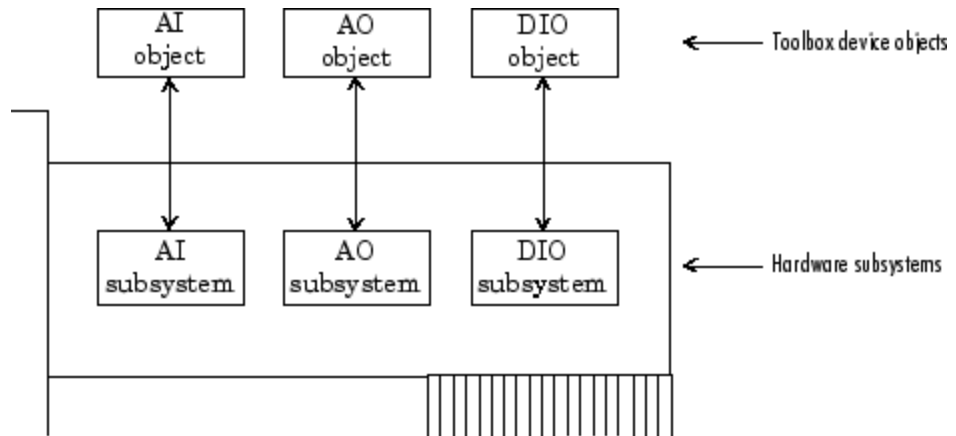 AI
object
AO
object
DIO
object
Toolbox device objects
AI
subsystem
AO
subsystem
DIO
subsystem
Hardware subsystems